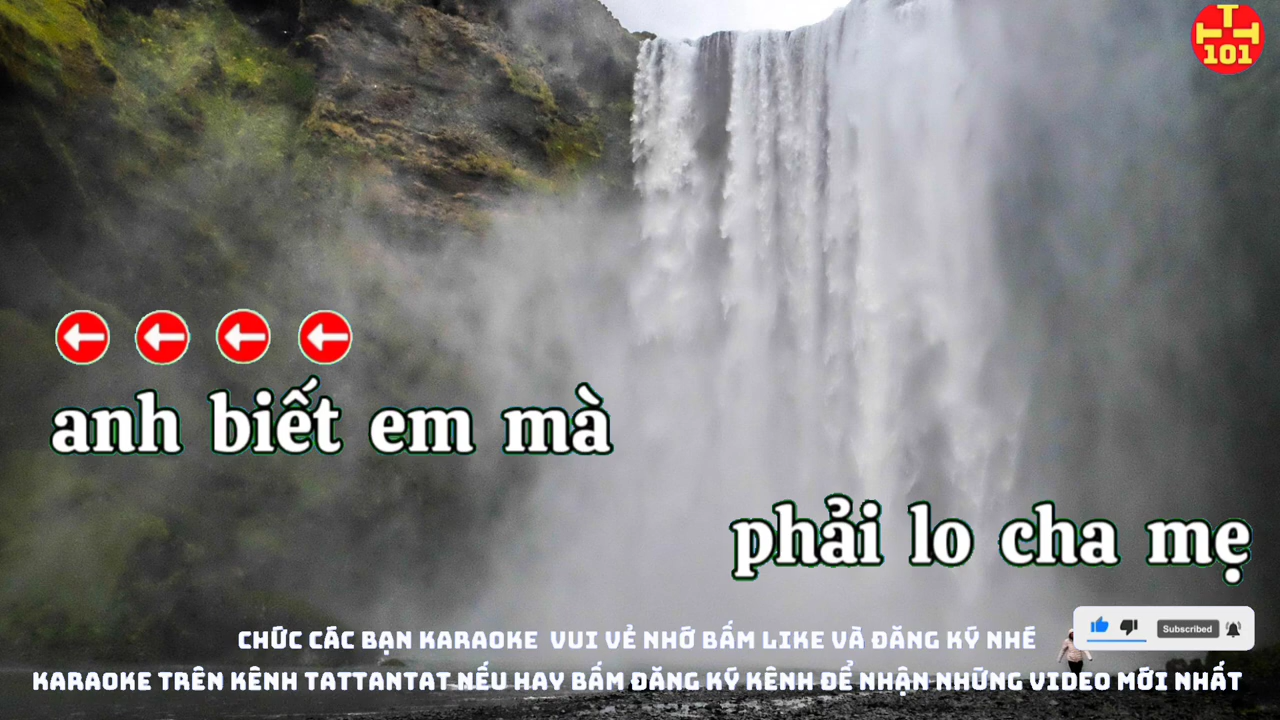 T
101
anh biết em mà
phải lo cha mẹ
CHỨC CÁC BẠN KARAOKE VUI VẺ NHỚ BẤM LIKE VÀ ĐĂNG KÝ NHÉ
Subscribed
KARAOKE TRÊN KÊNH TATTANTAT NẾU HAY BẤM ĐĂNG KÝ KÊNH ĐỂ NHẬN NHỮNG VIDEO MỚI NHẤT